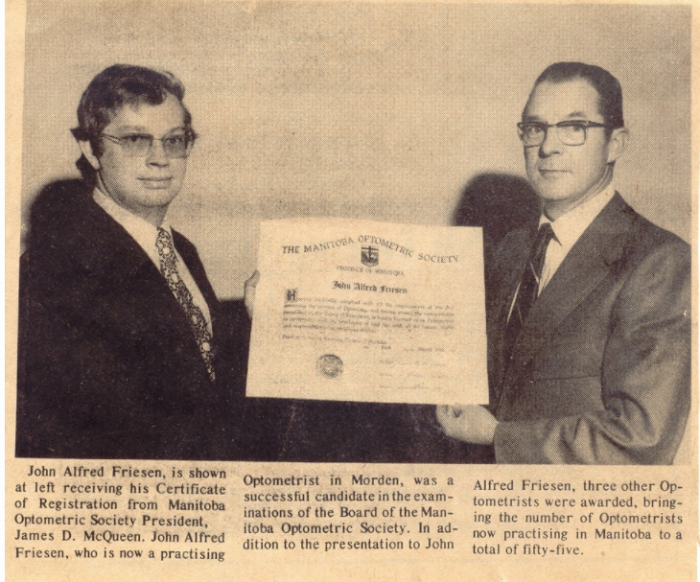 THE MANITOBA OPTOMETRIC SOCIETY
PROVINCE OF MANITOBA
John Alfred Friesen
John Alfred Friesen, is shown
at left receiving his Certificate
of Registration from Manitoba
Optometric Society President,
James D. McQueen. John Alfred
Friesen, who is now a practising
Optometrist in Morden, was a
successful candidate in the exam-
inations of the Board of the Man-
itoba Optometric Society. In ad-
dition to the presentation to John
Alfred Friesen, three other Op-
tometrists were awarded, bring-
ing the number of Optometrists
now practising in Manitoba to a
total of fifty-five.